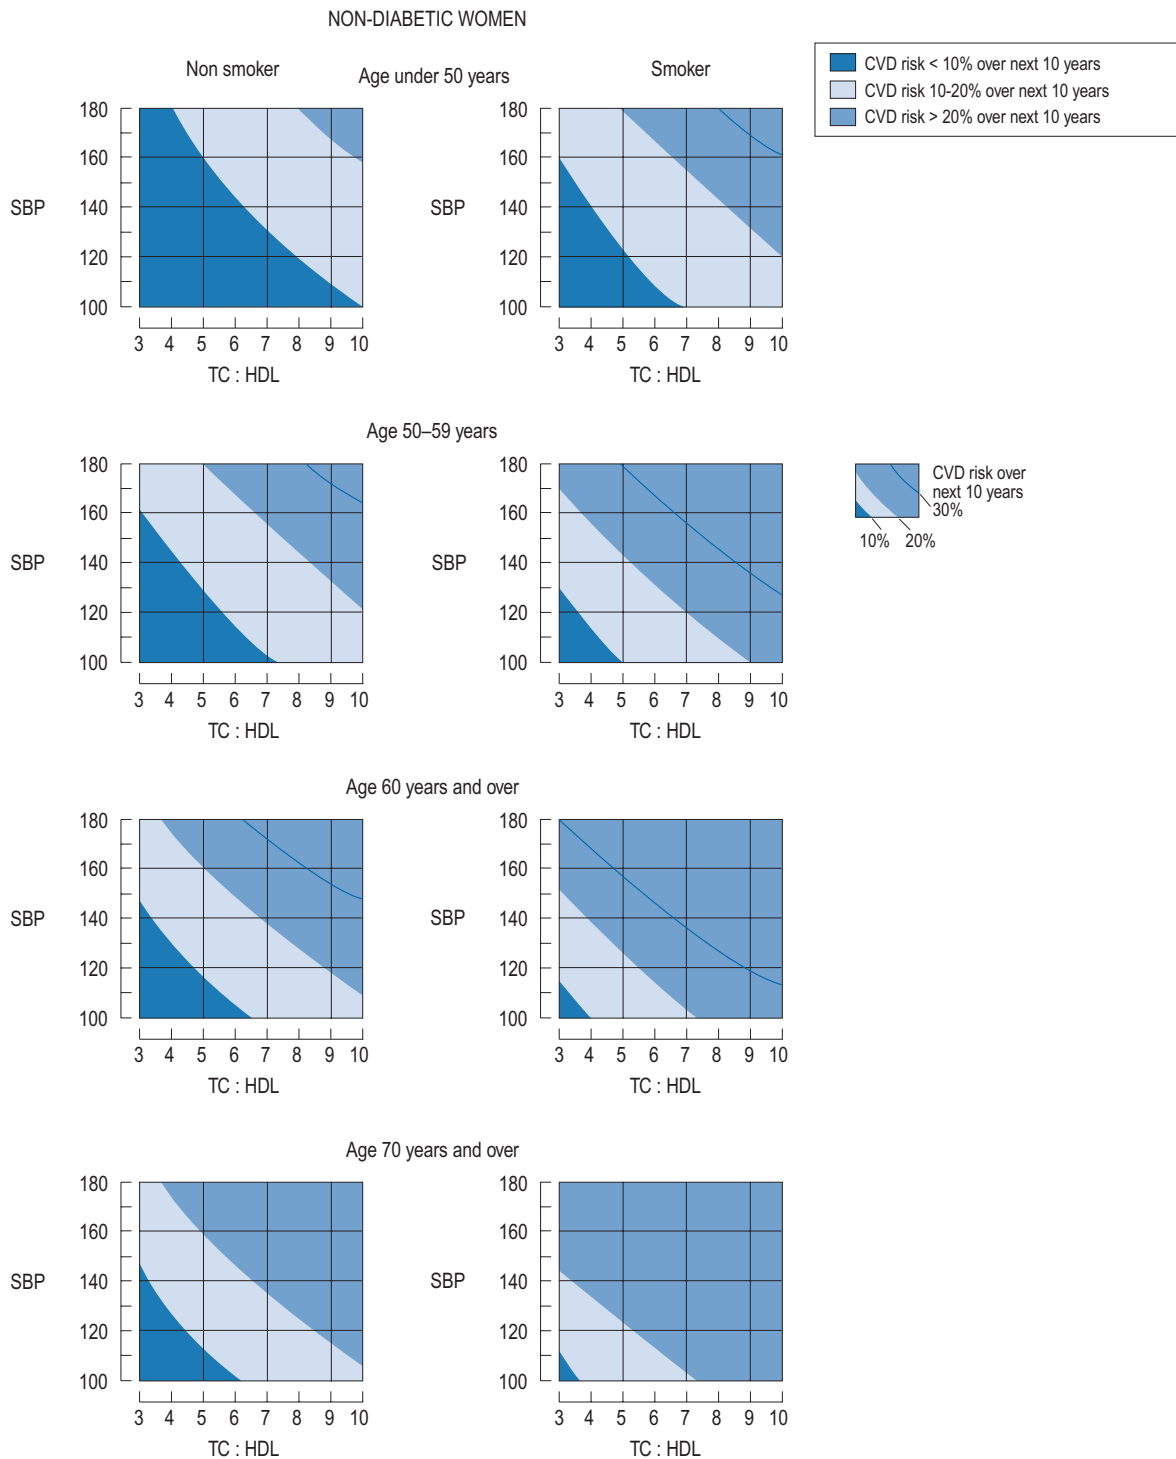 NON-DIABETIC WOMEN
Non smoker
Age under 50 years
Smoker
CVD risk < 10% over next 10 years
CVD risk 10-20% over next 10 years
CVD risk > 20% over next 10 years
180
160
SBP
140
120
100
3 4 5 6 7 8 9 10
TC : HDL
180
160
SBP
140
120
100
3 4 5 6 7 8 9 10
TC : HDL
Age 50–59 years
180
160
SBP
140
120
100
3 4 5 6 7 8 9 10
TC : HDL
180
160
SBP
140
120
100
3 4 5 6 7 8 9 10
TC : HDL
CVD risk over
next 10 years
30%
10% 20%
Age 60 years and over
180
160
SBP
140
120
100
3 4 5 6 7 8 9 10
TC : HDL
180
160
SBP
140
120
100
3 4 5 6 7 8 9 10
TC : HDL
Age 70 years and over
180
160
SBP
140
120
100
3 4 5 6 7 8 9 10
TC : HDL
180
160
SBP
140
120
100
3 4 5 6 7 8 9 10
TC : HDL